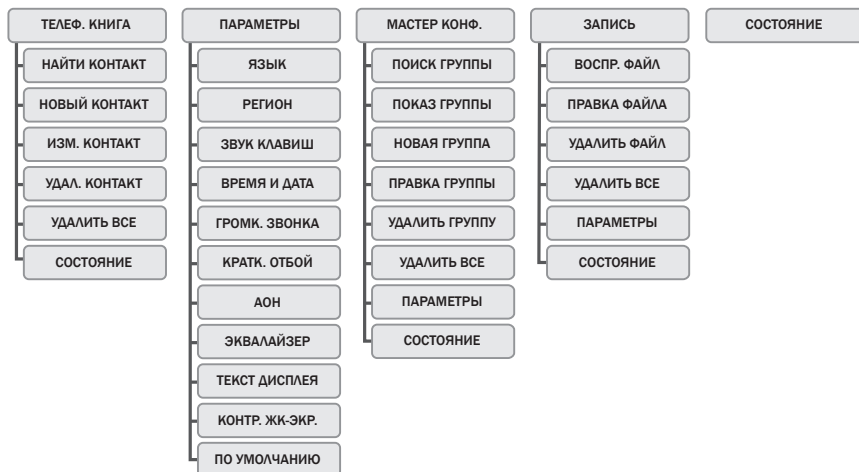 ТЕЛЕФ. КНИГА
НАЙТИ КОНТАКТ
НОВЫЙ КОНТАКТ
ИЗМ. КОНТАКТ
УДАЛ. КОНТАКТ
УДАЛИТЬ ВСЕ
СОСТОЯНИЕ
ПАРАМЕТРЫ
ЯЗЫК
РЕГИОН
ЗВУК КЛАВИШ
ВРЕМЯ И ДАТА
ГРОМК. ЗВОНКА
КРАТК. ОТБОЙ
АОН
ЭКВАЛАЙЗЕР
ТЕКСТ ДИСПЛЕЯ
КОНТР. ЖК-ЭКР.
ПО УМОЛЧАНИЮ
МАСТЕР КОНФ.
ПОИСК ГРУППЫ
ПОКАЗ ГРУППЫ
НОВАЯ ГРУППА
ПРАВКА ГРУППЫ
УДАЛИТЬ ГРУППУ
УДАЛИТЬ ВСЕ
ПАРАМЕТРЫ
СОСТОЯНИЕ
ЗАПИСЬ
ВОСПР. ФАЙЛ
ПРАВКА ФАЙЛА
УДАЛИТЬ ФАЙЛ
УДАЛИТЬ ВСЕ
ПАРАМЕТРЫ
СОСТОЯНИЕ
СОСТОЯНИЕ